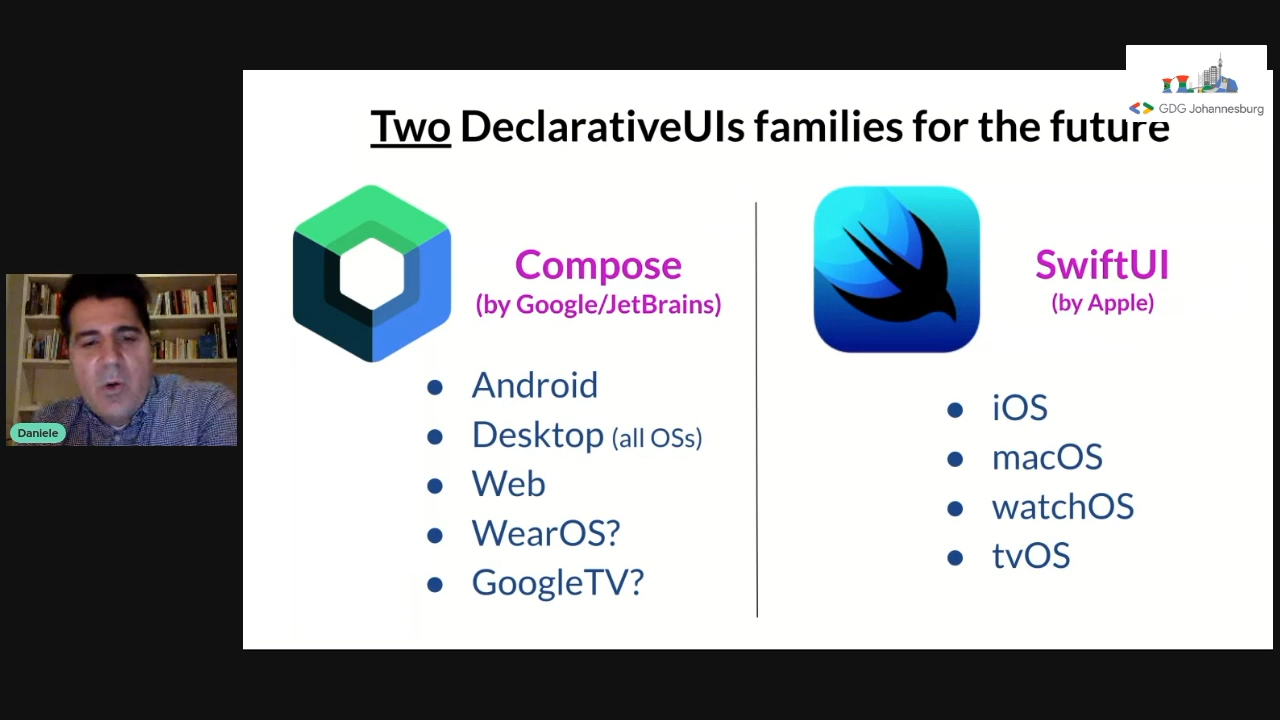 GDG Johannesburg
Two DeclarativeUIs families for the future
Compose
(by Google/JetBrains)
Android
Desktop (all OSs)
Web
WearOS?
GoogleTV?
SwiftUI
(by Apple)
iOS
macOS
watchOS
tvOS
Daniele